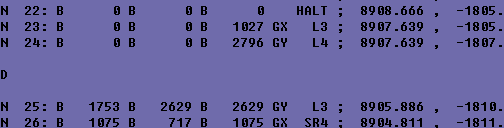 N 22: B 0 B 0 B 0 HALT ; 8908.666 , -1805.
N 23: B 0 B 0 B 1027 GX L3 ; 8907.639 , -1805.
N 24: B 0 B 0 B 2796 GY L4 ; 8907.639 , -1807.
D
N 25: B 1753 B 2629 B 2629 GY L3 ; 8905.886 , -1810.
N 26: B 1075 B 717 B 1075 GX SR4 ; 8904.811 , -1811.